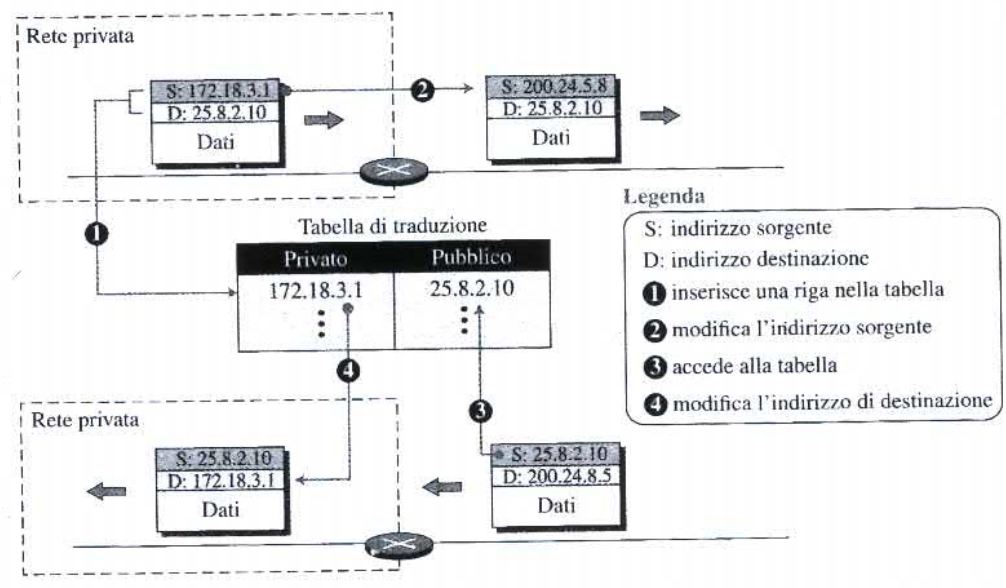 Rete privata
S: 172.18.3.1
D: 25.8.2.10
Dati
2
S: 200.24.5.8
D: 25.8.2.10
Dati
1
Tabella di traduzione
Privato Pubblico
172.18.3.1 25.8.2.10
4
3
Legenda
S: indirizzo sorgente
D: indirizzo destinazione
1 inserisce una riga nella tabella
2 modifica l'indirizzo sorgente
3 accede alla tabella
4 modifica l'indirizzo di destinazione
Rete privata
S: 25.8.2.10
D: 172.18.3.1
Dati
S: 25.8.2.10
D: 200.24.8.5
Dati